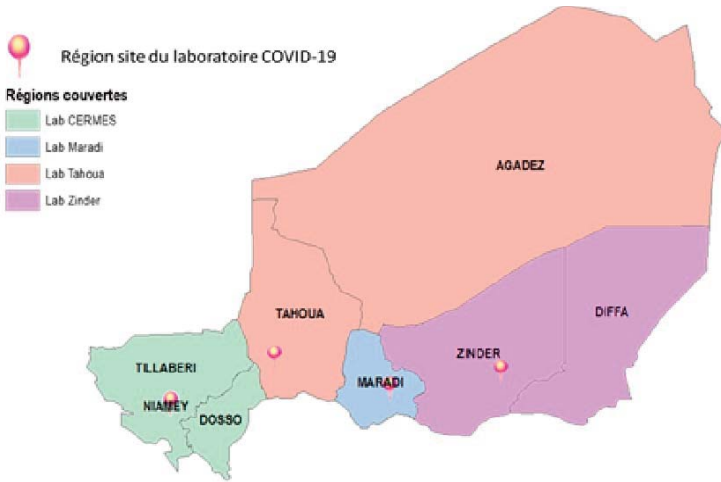 Région site du laboratoire COVID-19
Régions couvertes
Lab CERMES
Lab Maradi
Lab Tahoua
Lab Zinder
AGADEZ
TAHOUA
DIFFA
ZINDER
TILLABERI
MARADI
NIAMEY
DOSSO